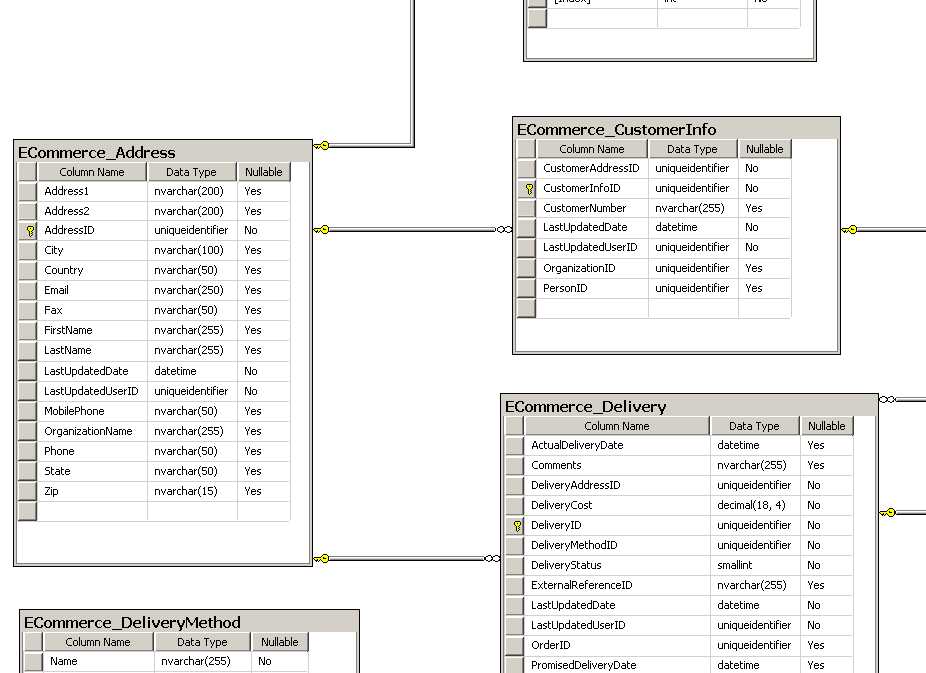 [Index] int No
ECommerce_Address
Column Name Data Type Nullable
Address1 nvarchar(200) Yes
Address2 nvarchar(200) Yes
AddressID uniqueidentifier No
City nvarchar(100) Yes
Country nvarchar(50) Yes
Email nvarchar(250) Yes
Fax nvarchar(50) Yes
FirstName nvarchar(255) Yes
LastName nvarchar(255) Yes
LastUpdatedDate datetime No
LastUpdatedUserID uniqueidentifier No
MobilePhone nvarchar(50) Yes
OrganizationName nvarchar(255) Yes
Phone nvarchar(50) Yes
State nvarchar(50) Yes
Zip nvarchar(15) Yes
ECommerce_CustomerInfo
Column Name Data Type Nullable
CustomerAddressID uniqueidentifier No
CustomerInfoID uniqueidentifier No
CustomerNumber nvarchar(255) Yes
LastUpdatedDate datetime No
LastUpdatedUserID uniqueidentifier No
OrganizationID uniqueidentifier Yes
PersonID uniqueidentifier Yes
ECommerce_Delivery
Column Name Data Type Nullable
ActualDeliveryDate datetime Yes
Comments nvarchar(255) Yes
DeliveryAddressID uniqueidentifier No
DeliveryCost decimal(18, 4) No
DeliveryID uniqueidentifier No
DeliveryMethodID uniqueidentifier No
DeliveryStatus smallint No
ExternalReferenceID nvarchar(255) Yes
LastUpdatedDate datetime No
LastUpdatedUserID uniqueidentifier No
OrderID uniqueidentifier Yes
PromisedDeliveryDate datetime Yes
ECommerce_DeliveryMethod
Column Name Data Type Nullable
Name nvarchar(255) No